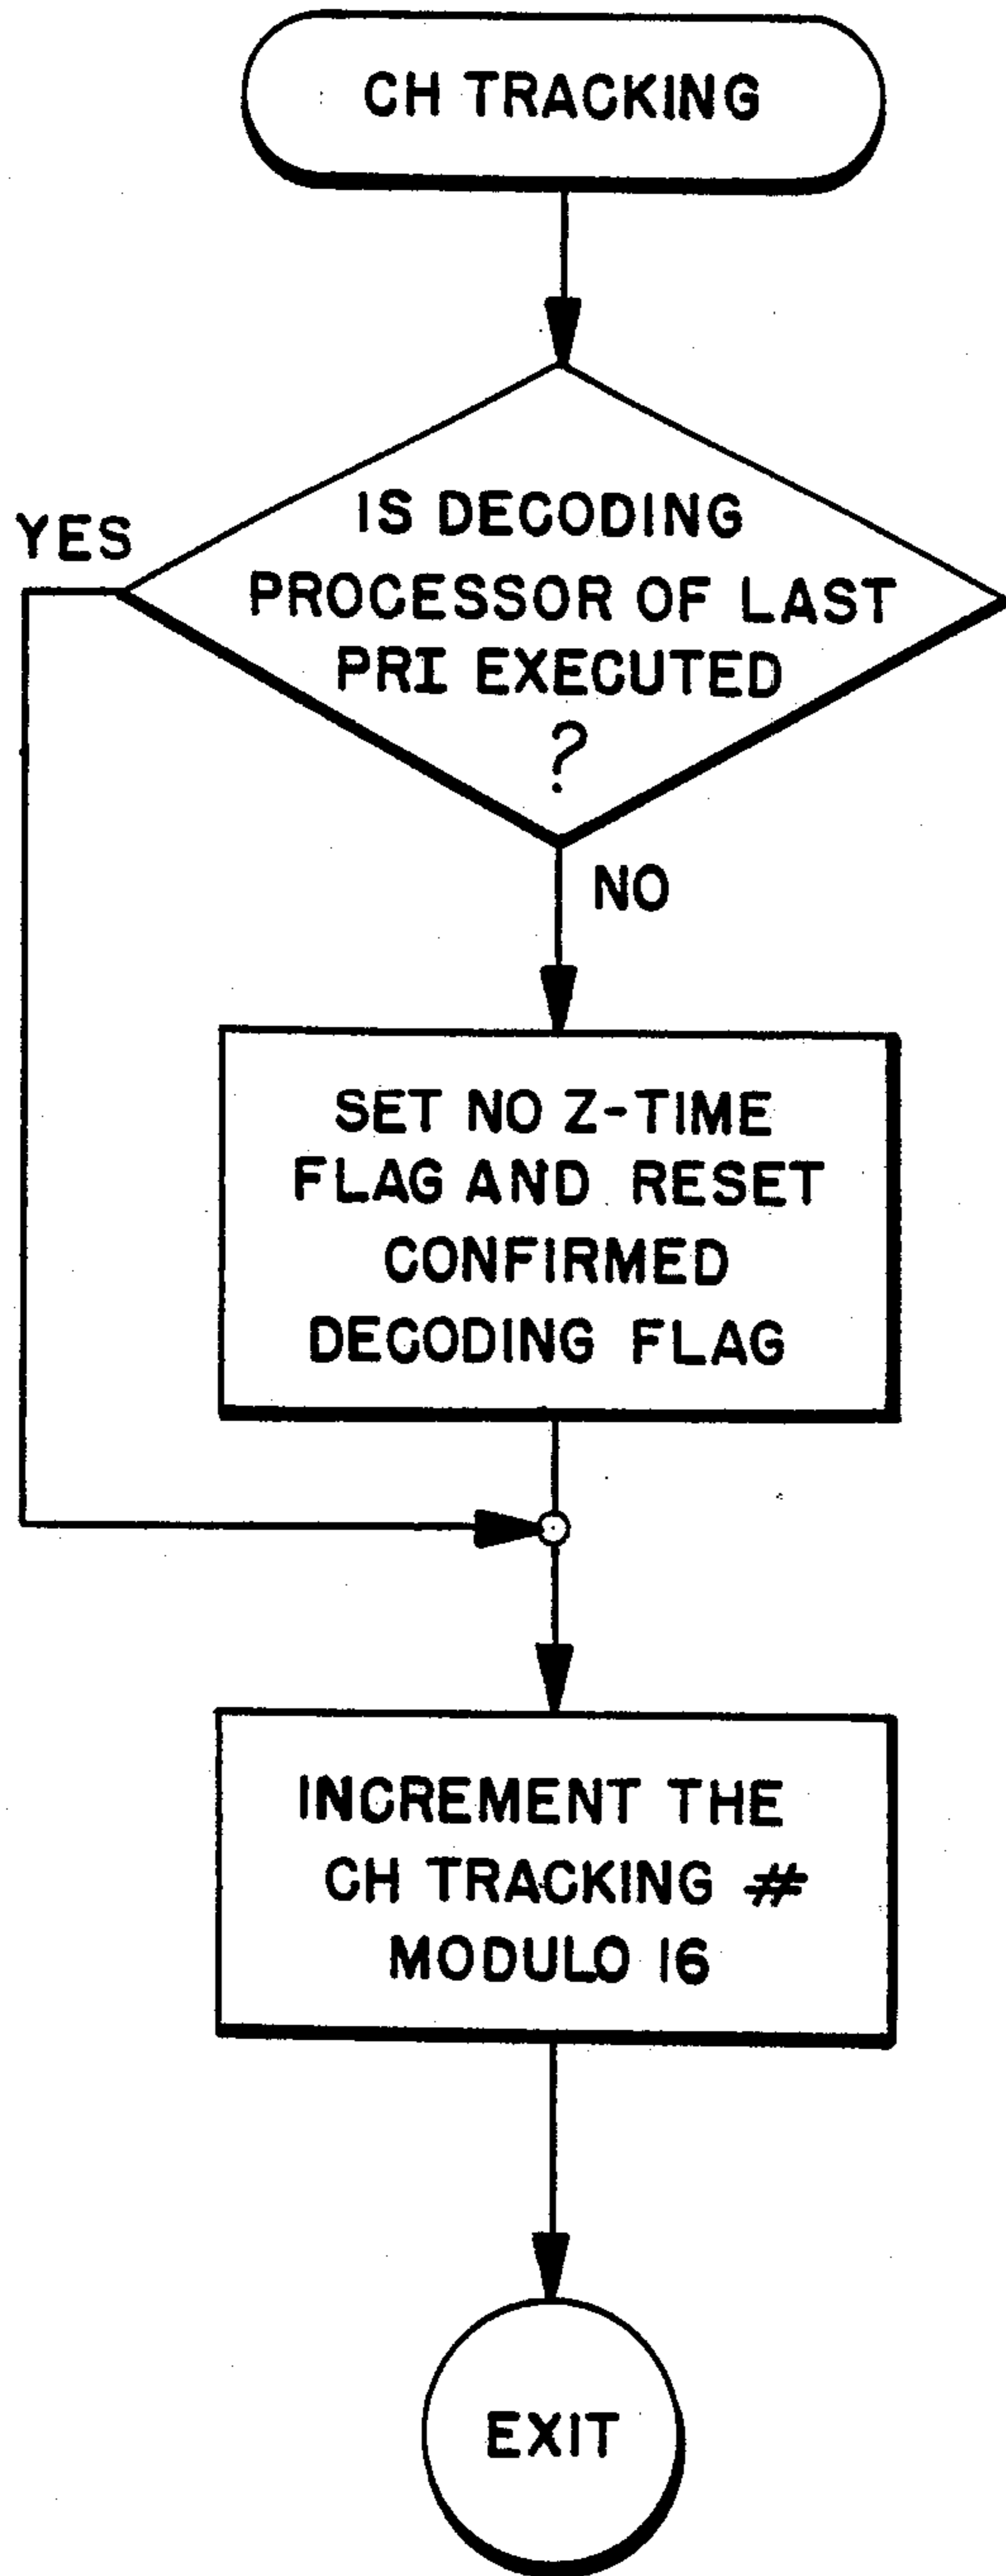 CH TRACKING
IS DECODING
YES
PROCESSOR OF LAST
PRI EXECUTED
?
NO
SET NO Z-TIME
FLAG AND RESET
CONFIRMED
DECODING FLAG
INCREMENT THE
CH TRACKING #
MODULO 16
EXIT